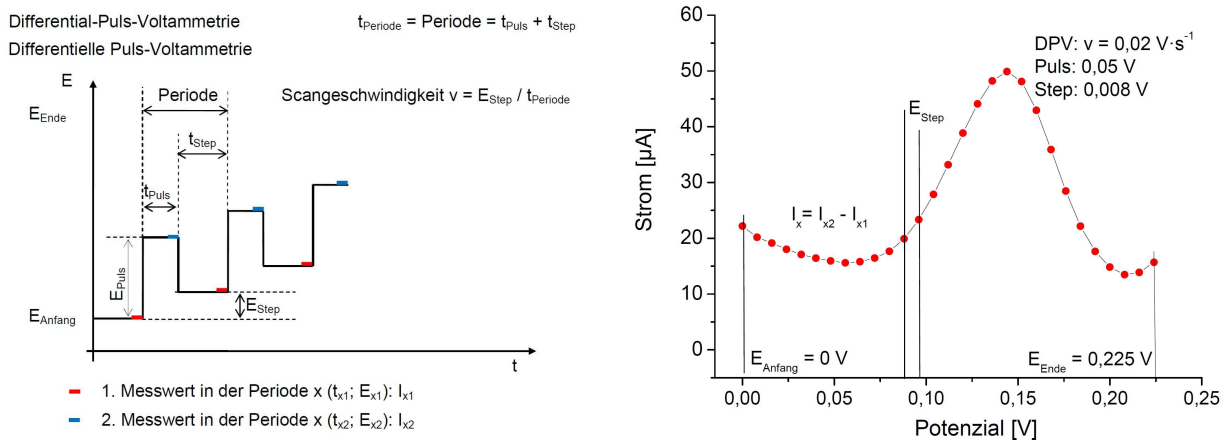 Differential-Puls-Voltammetrie
t_Periode = Periode = t_Puls + t_Step
Differentielle Puls-Voltammetrie
E
Periode
Scangeschwindigkeit v = E_Step / t_Periode
E_Ende
t_Step
t_Puls
E_Puls
E_Step
E_Anfang
t
1. Messwert in der Periode x (t_x1; E_x1): I_x1
2. Messwert in der Periode x (t_x2; E_x2): I_x2
60
50
40
30
20
10
0
Strom [µA]
DPV: v = 0,02 V·s⁻¹
Puls: 0,05 V
Step: 0,008 V
E_Step
I_x= I_x2 - I_x1
E_Anfang = 0 V
E_Ende = 0,225 V
0,00 0,05 0,10 0,15 0,20 0,25
Potenzial [V]